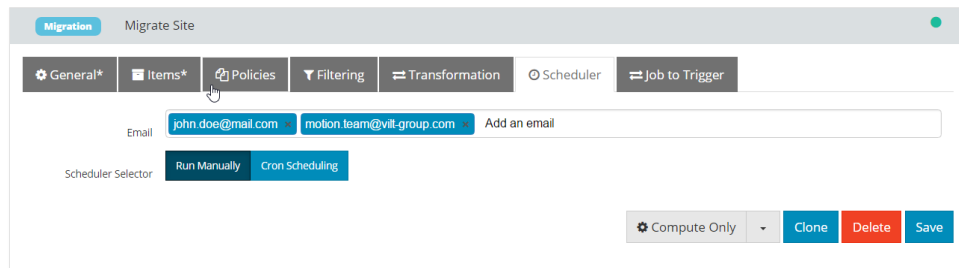 Migration Migrate Site
General* Items* Policies Filtering Transformation Scheduler Job to Trigger
Email john.doe@mail.com × motion.team@vilt-group.com × Add an email
Scheduler Selector Run Manually Cron Scheduling
Compute Only Clone Delete Save